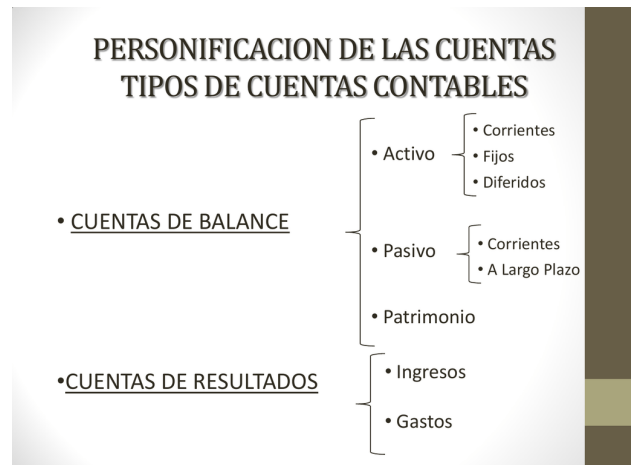 PERSONIFICACION DE LAS CUENTAS
TIPOS DE CUENTAS CONTABLES
• CUENTAS DE BALANCE
• Activo
• Corrientes
• Fijos
• Diferidos
• Pasivo
• Corrientes
• A Largo Plazo
• Patrimonio
•CUENTAS DE RESULTADOS
• Ingresos
• Gastos